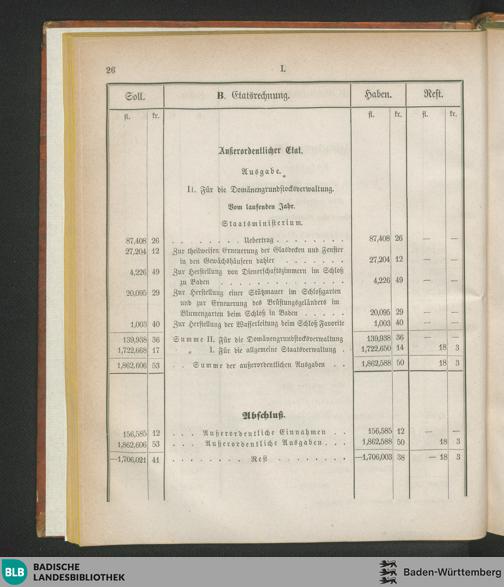 26 I.
Soll. B. Etatsrechnung. Haben. Rest.
fl. kr. fl. kr. fl. kr.
Außerordentlicher Etat.
Ausgabe.
II. Für die Domänengrundstocksverwaltung.
Vom laufenden Jahr.
Staatsministerium.
87,408 26 . . . . . . . . Uebertrag . . . . . . . . 87,408 26 — —
27,204 12 Zur theilweisen Erneuerung der Glasdecken und Fenster
in den Gewächshäusern dahier . . . . . . . 27,204 12 — —
4,226 49 Zur Herstellung von Dienerschaftszimmern im Schloß
zu Baden . . . . . . . . . . . . . . . 4,226 49 — —
20,095 29 Zur Herstellung einer Stützmauer im Schloßgarten
und zur Erneuerung des Brüstungsgeländers im
Blumengarten beim Schloß in Baden . . . . . 20,095 29 — —
1,003 40 Zur Herstellung der Wasserleitung beim Schloß Favorite 1,003 40 — —
139,938 36 Summe II. Für die Domänengrundstocksverwaltung 139,938 36 — —
1,722,668 17 „ I. Für die allgemeine Staatsverwaltung . 1,722,650 14 18 3
1,862,606 53 . . Summe der außerordentlichen Ausgaben . . 1,862,588 50 18 3
Abschluß.
156,585 12 . . . Außerordentliche Einnahmen . . 156,585 12 — —
1,862,606 53 . . . Außerordentliche Ausgaben . . . 1,862,588 50 18 3
—1,706,021 41 . . . . . . . . Rest . . . . . . . . —1,706,003 38 — 18 3
BLB BADISCHE
LANDESBIBLIOTHEK
Baden-Württemberg